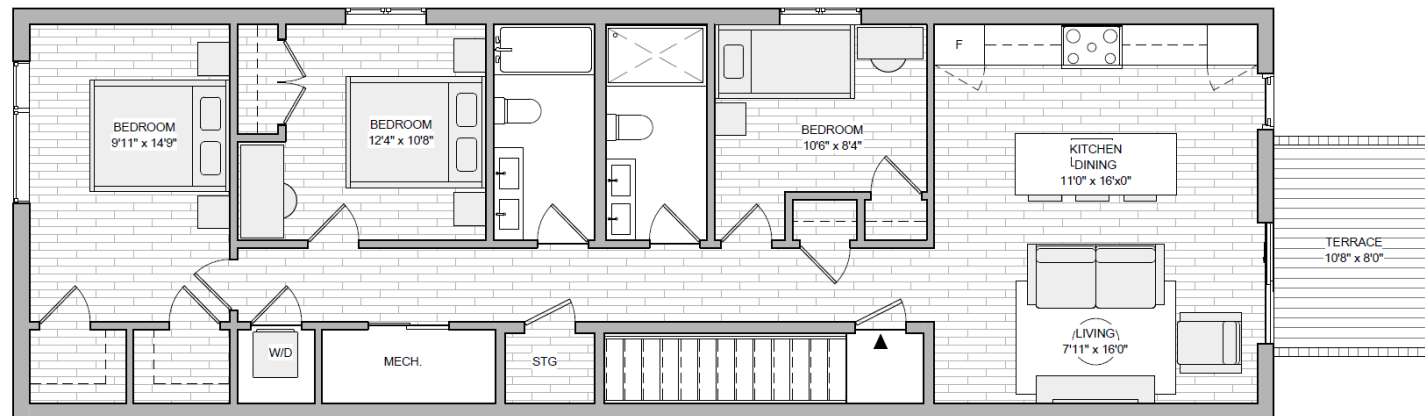 BEDROOM
9'11" x 14'9"
BEDROOM
12'4" x 10'8"
BEDROOM
10'6" x 8'4"
F
KITCHEN
DINING
11'0" x 16'x0"
TERRACE
10'8" x 8'0"
LIVING
7'11" x 16'0"
W/D
MECH.
STG